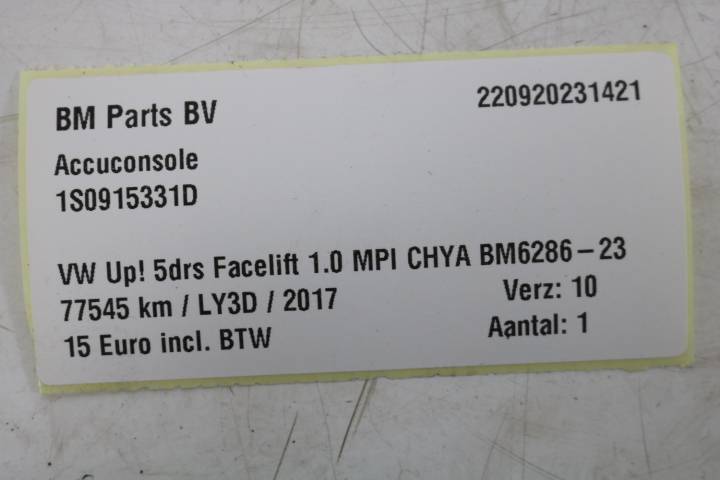 BM Parts BV 220920231421
Accuconsole
1S0915331D
VW Up! 5drs Facelift 1.0 MPI CHYA BM6286-23
77545 km / LY3D / 2017 Verz: 10
15 Euro incl. BTW Aantal: 1